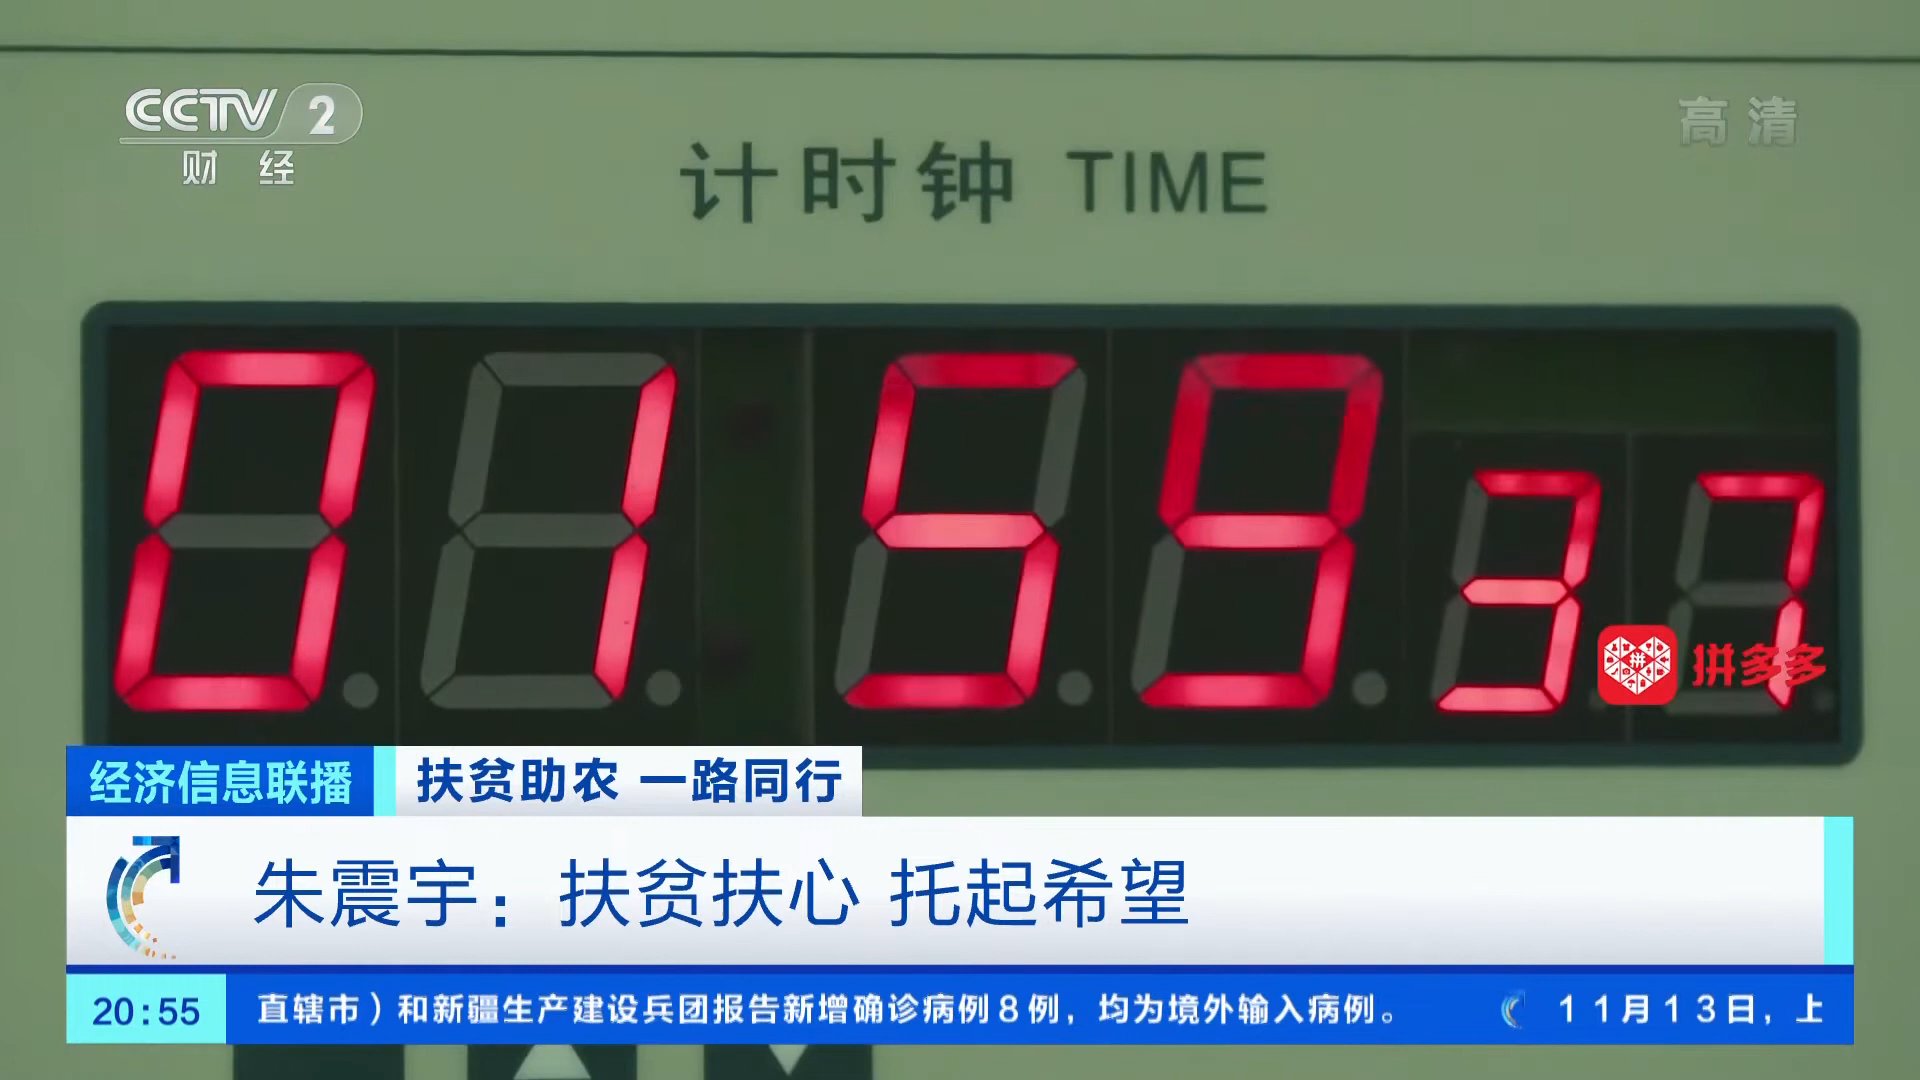 CCTV 2
财 经
高 清
计时钟 TIME
01 59 37
拼
拼多多
经济信息联播
扶贫助农 一路同行
朱震宇：扶贫扶心 托起希望
20:55
直辖市）和新疆生产建设兵团报告新增确诊病例8例，均为境外输入病例。 11月13日，上